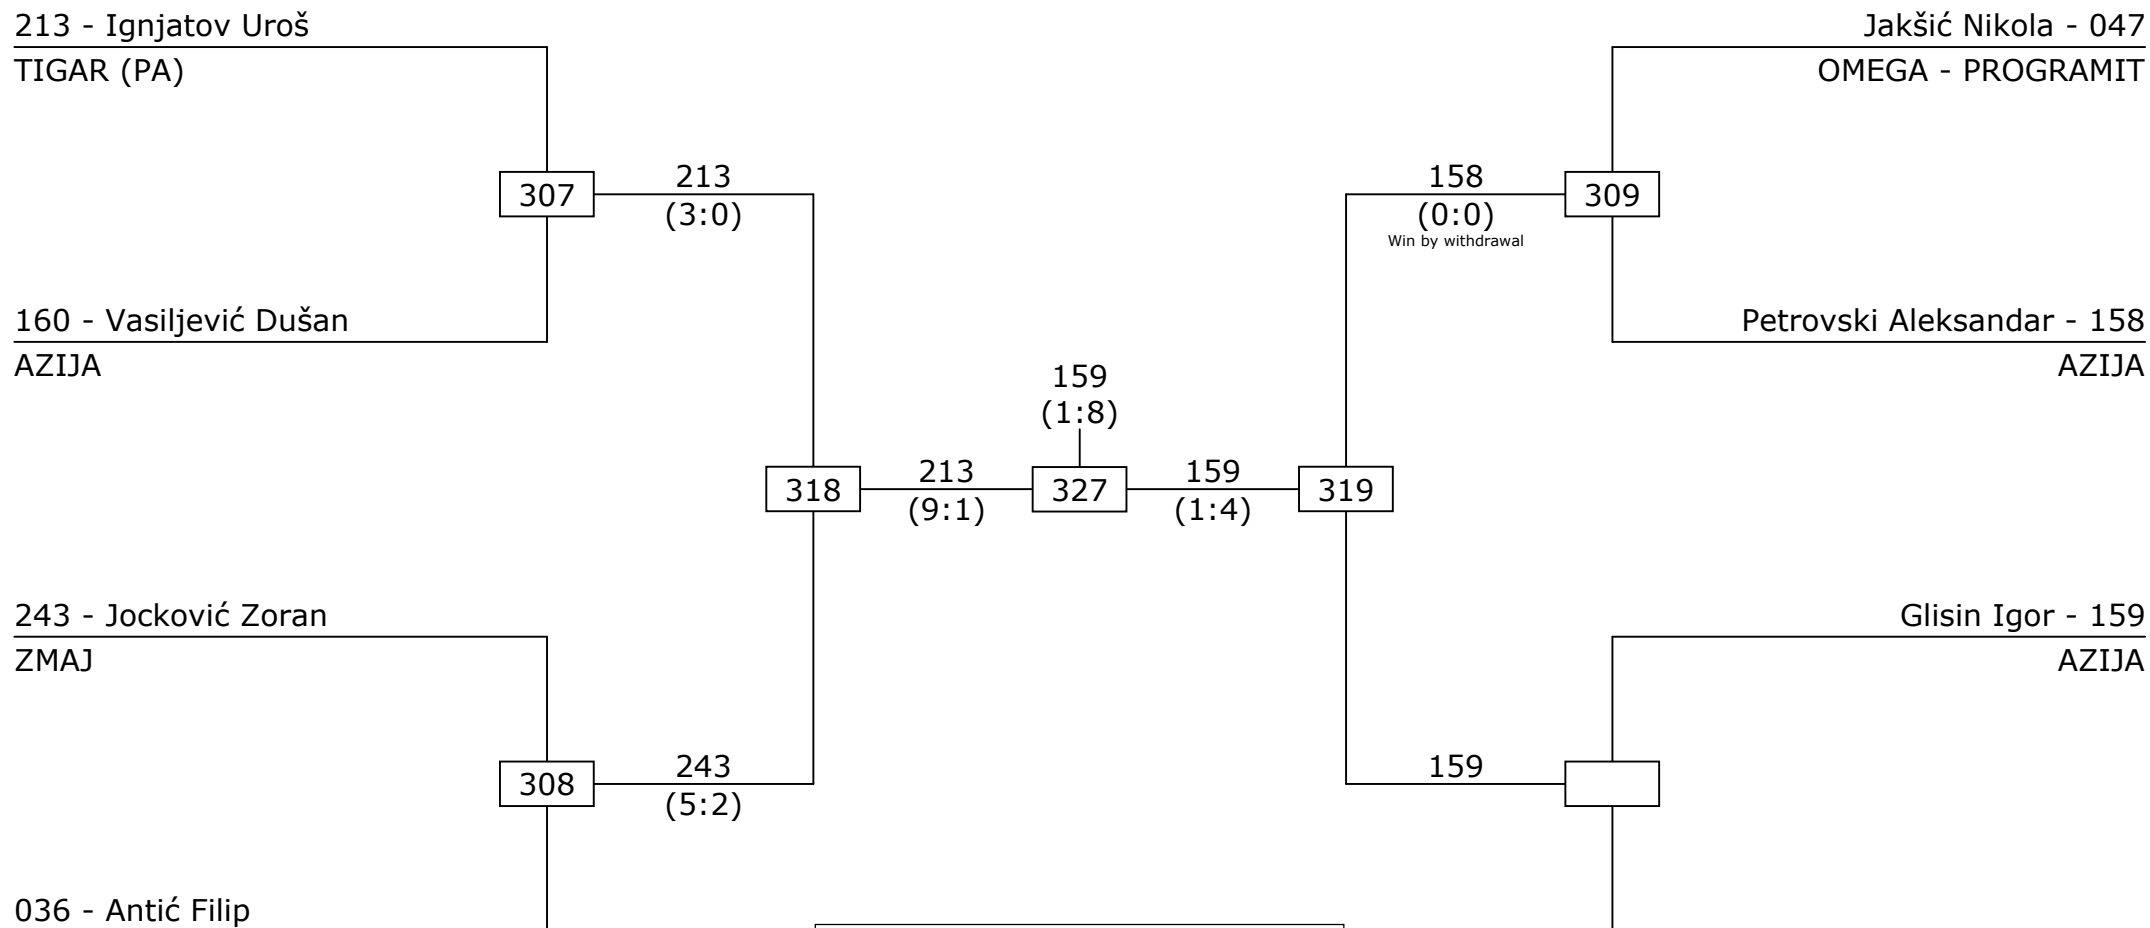 213 - Ignjatov Uroš
TIGAR (PA)
Jakšić Nikola - 047
OMEGA - PROGRAMIT
307
213
(3:0)
158
(0:0)
Win by withdrawal
309
160 - Vasiljević Dušan
AZIJA
Petrovski Aleksandar - 158
AZIJA
159
(1:8)
318
213
(9:1)
327
159
(1:4)
319
243 - Jocković Zoran
ZMAJ
Glisin Igor - 159
AZIJA
308
243
(5:2)
159
036 - Antić Filip